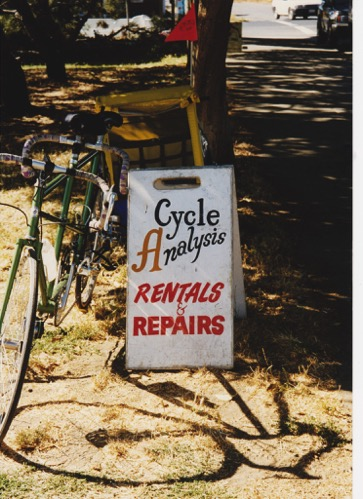 Cycle
Analysis
RENTALS
&
REPAIRS